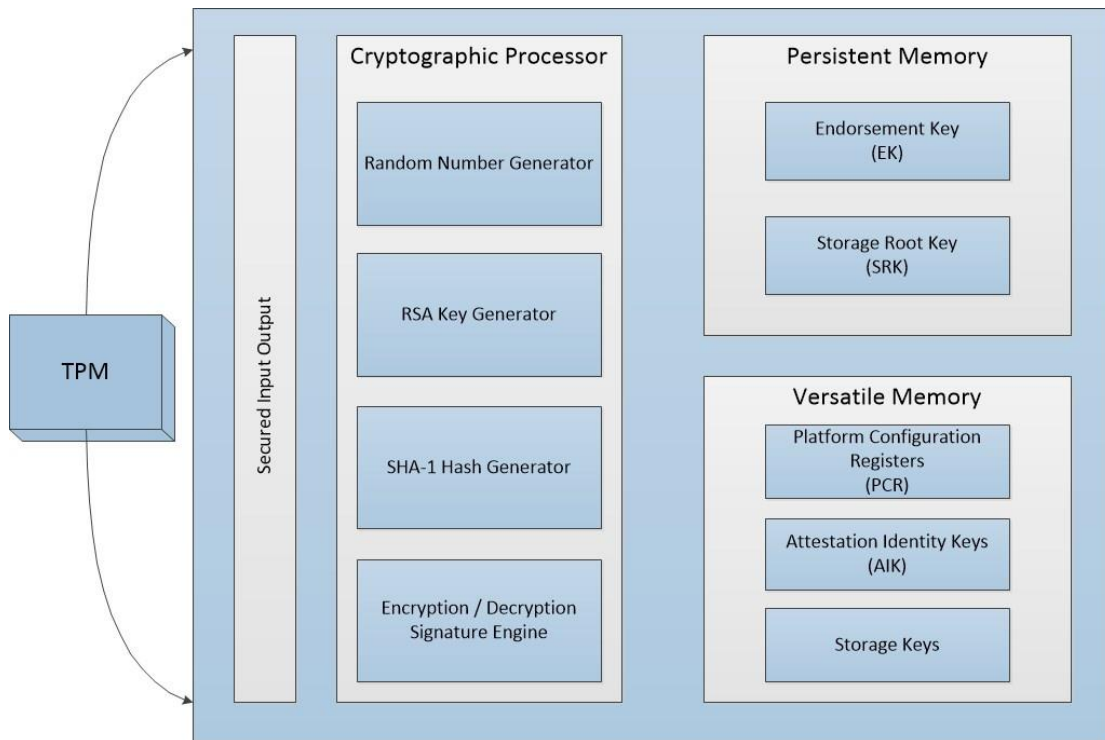 TPM
Secured Input Output
Cryptographic Processor
Random Number Generator
RSA Key Generator
SHA-1 Hash Generator
Encryption / Decryption
Signature Engine
Persistent Memory
Endorsement Key
(EK)
Storage Root Key
(SRK)
Versatile Memory
Platform Configuration
Registers
(PCR)
Attestation Identity Keys
(AIK)
Storage Keys